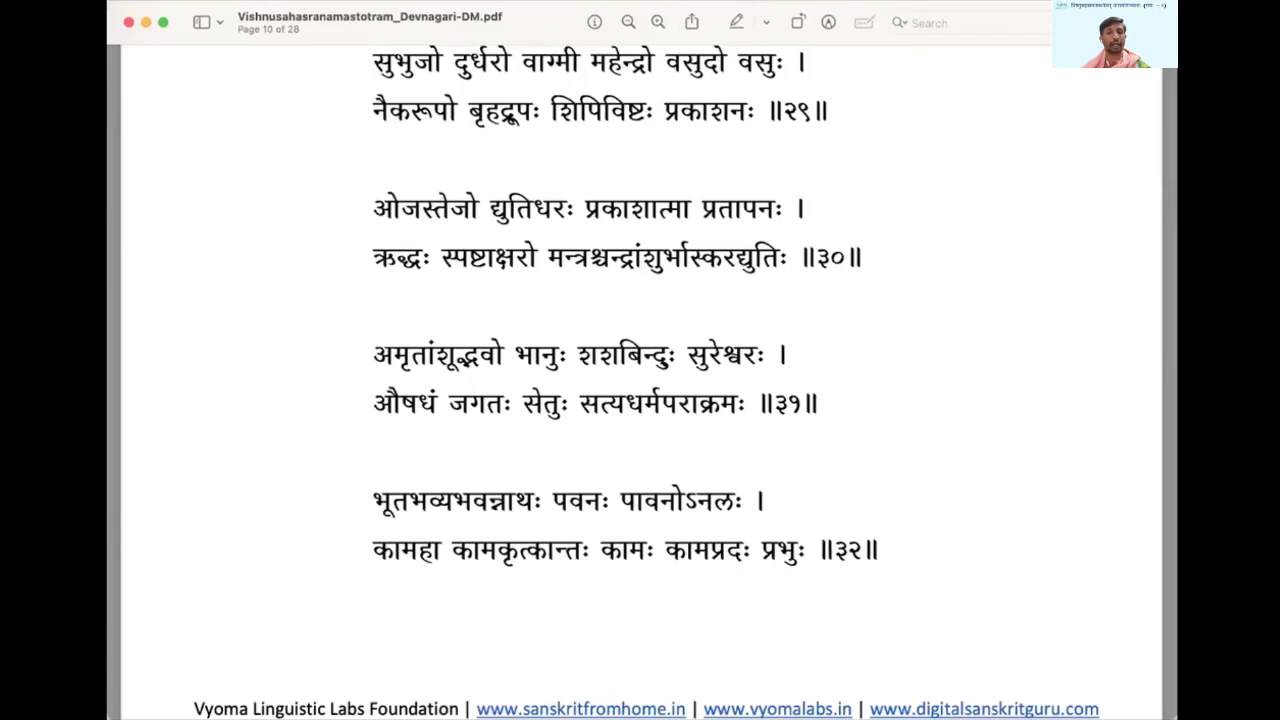 Vishnusahasranamastotram_Devnagari-DM.pdf
Page 10 of 28
Search
सुभुजो दुर्धरो वाग्मी महेन्द्रो वसुदो वसुः ।
नैकरूपो बृहद्रूपः शिपिविष्टः प्रकाशनः ॥२९॥
ओजस्तेजो द्युतिधरः प्रकाशात्मा प्रतापनः ।
ऋद्धः स्पष्टाक्षरो मन्त्रश्चन्द्रांशुर्भास्करद्युतिः ॥३०॥
अमृतांशूद्भवो भानुः शशबिन्दुः सुरेश्वरः ।
औषधं जगतः सेतुः सत्यधर्मपराक्रमः ॥३१॥
भूतभव्यभवन्नाथः पवनः पावनोऽनलः ।
कामहा कामकृत्कान्तः कामः कामप्रदः प्रभुः ॥३२॥
Vyoma Linguistic Labs Foundation | www.sanskritfromhome.in | www.vyomalabs.in | www.digitalsanskritguru.com